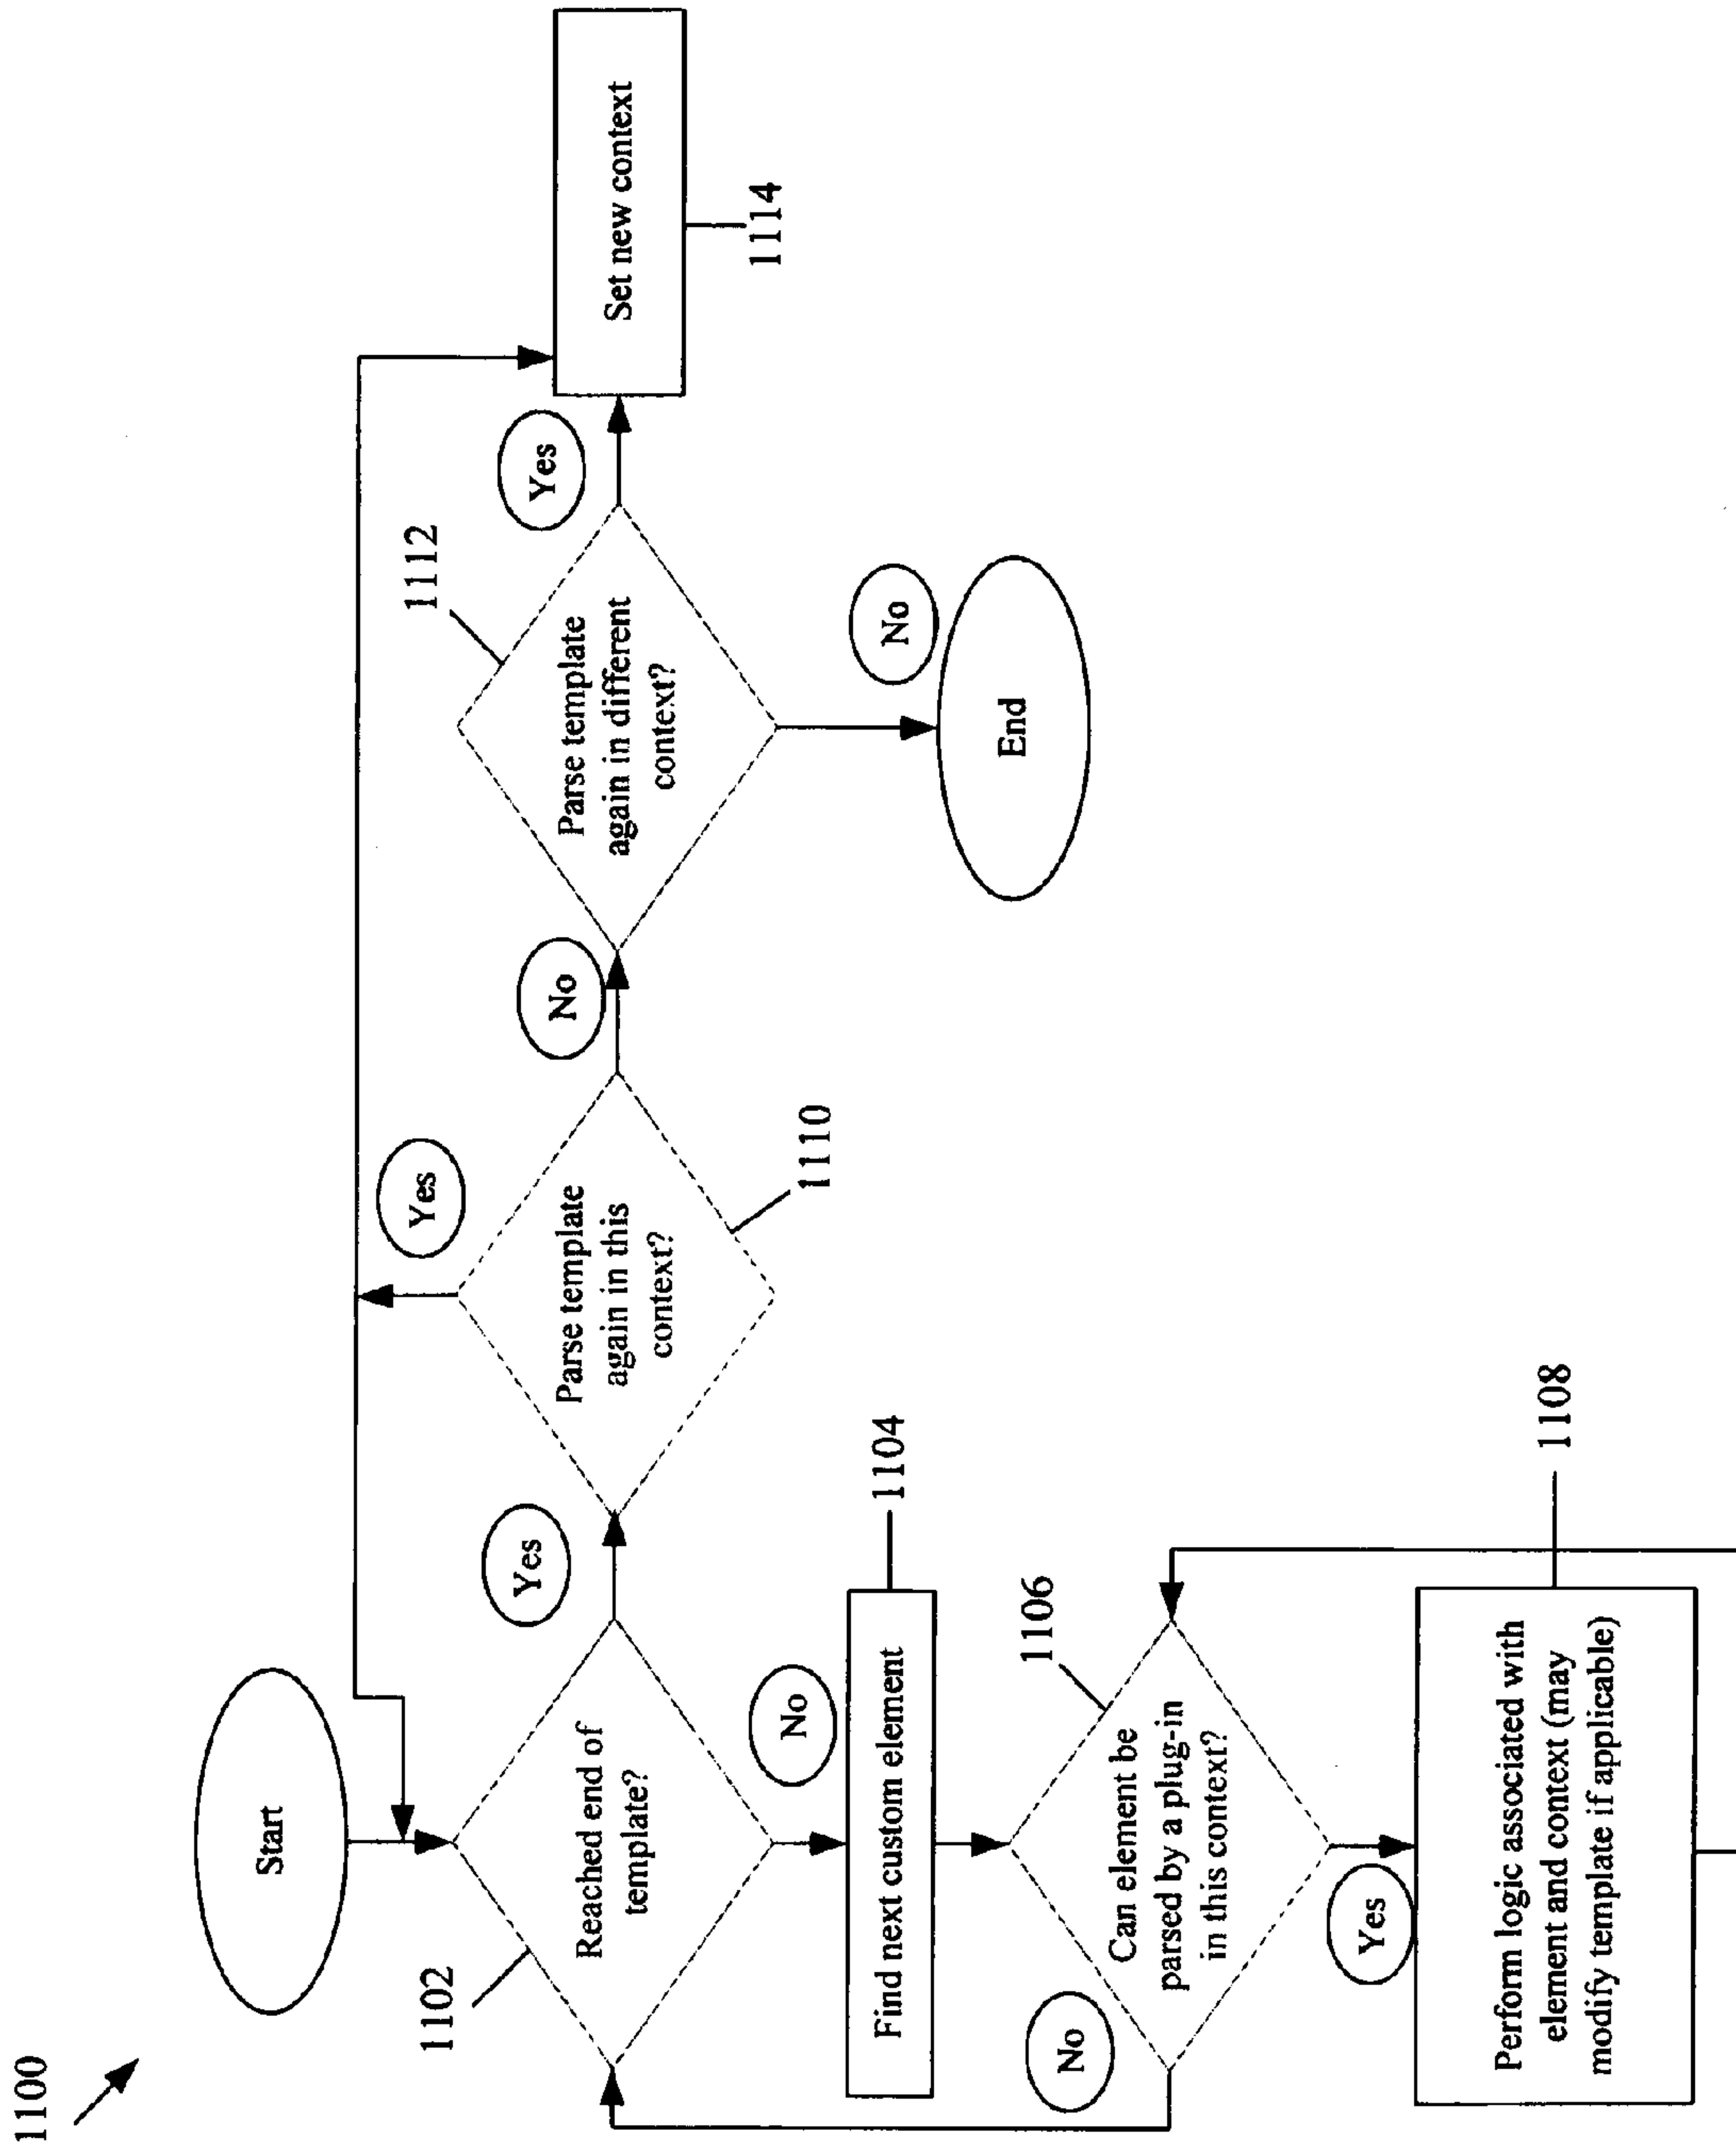 1100
Start
1102
Reached end of
template?
Yes
Parse template
again in this
context?
1110
Yes
No
Parse template
again in different
context?
1112
Yes
Set new context
1114
No
End
No
Find next custom element
1104
1106
Can element be
parsed by a plug-in
in this context?
No
Yes
Perform logic associated with
element and context (may
modify template if applicable)
1108